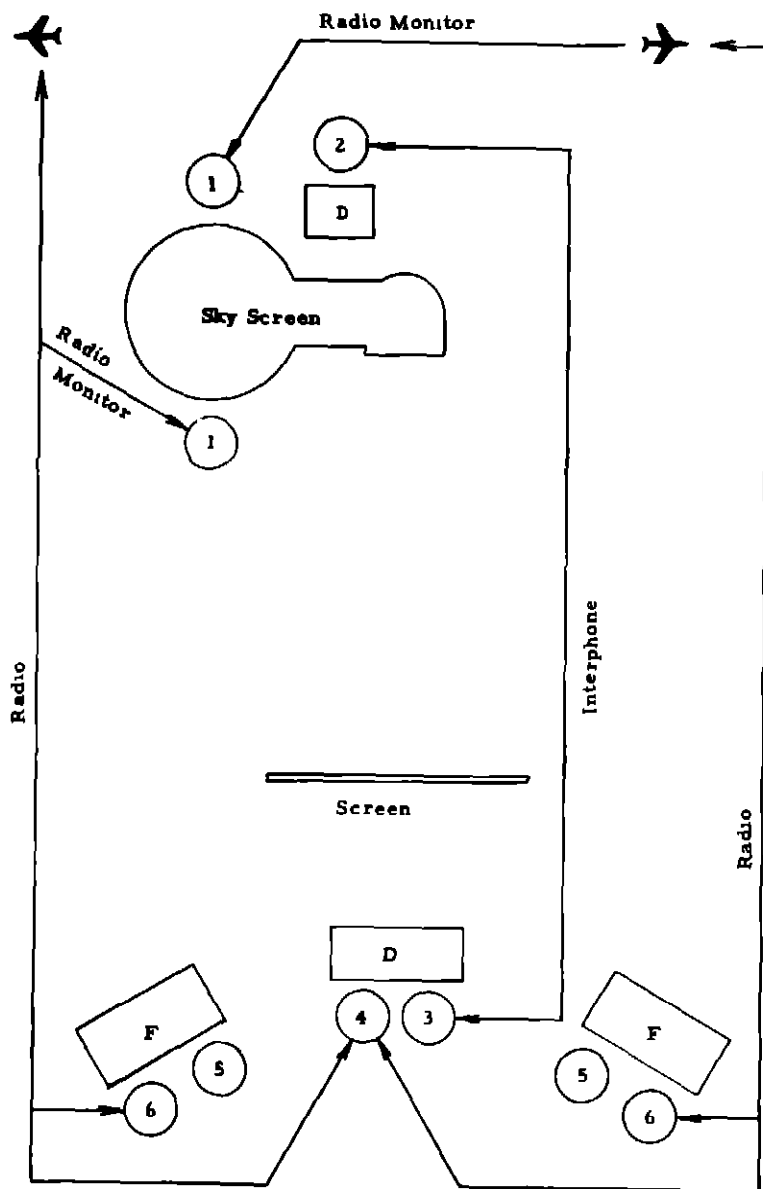 Radio Monitor
2
1
D
Sky Screen
Radio
Monitor
1
Radio
Interphone
Screen
Radio
D
F
4
3
F
5
5
6
6